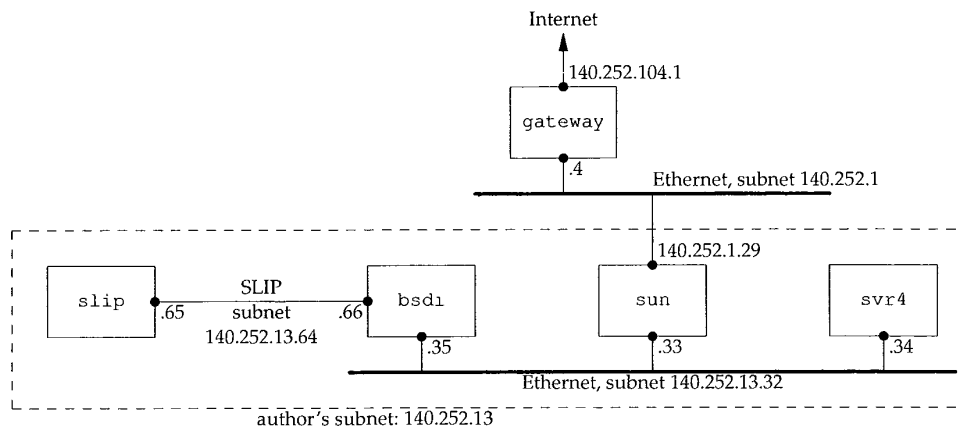 Internet
140.252.104.1
gateway
.4
Ethernet, subnet 140.252.1
140.252.1.29
slip
SLIP
bsdi
sun
svr4
.65
subnet
.66
140.252.13.64
.35
.33
.34
Ethernet, subnet 140.252.13.32
author's subnet: 140.252.13